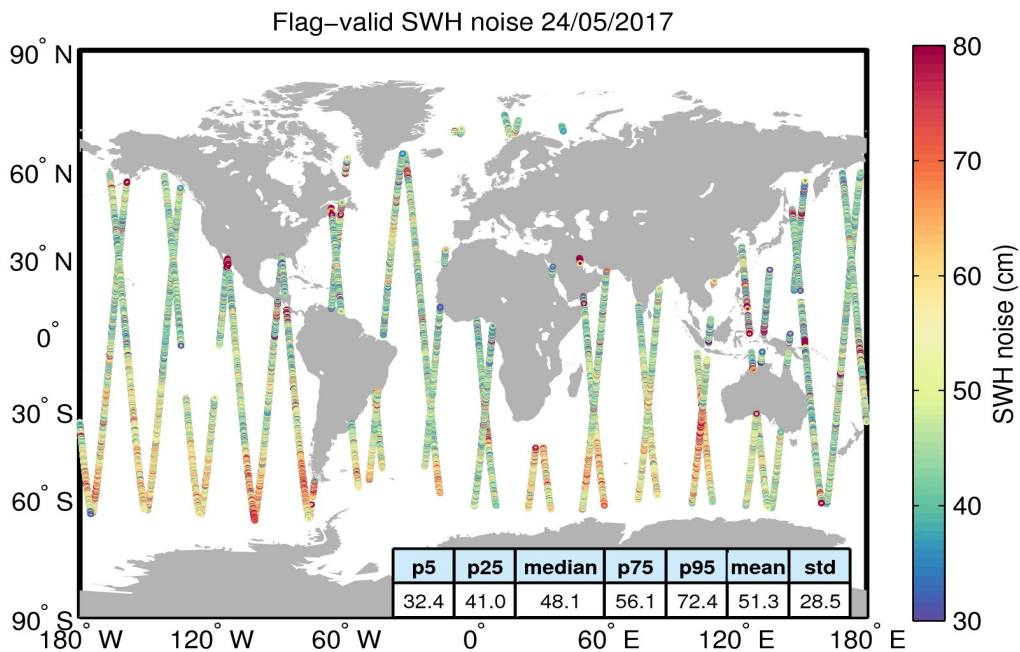 Flag−valid SWH noise 24/05/2017
90° N
60° N
30° N
0°
30° S
60° S
90° S
180° W
120° W
60° W
0°
60° E
120° E
180° E
p5 p25 median p75 p95 mean std
32.4 41.0 48.1 56.1 72.4 51.3 28.5
80
70
60
50
40
30
SWH noise (cm)